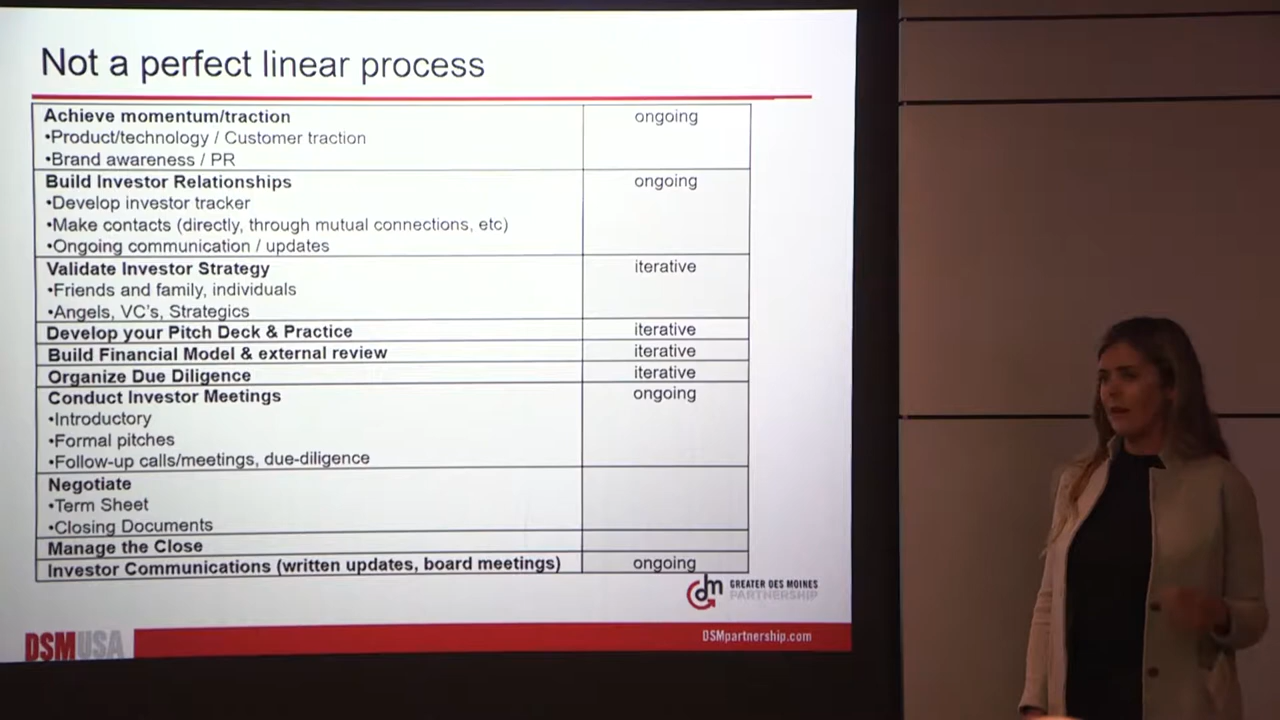 Not a perfect linear process
Achieve momentum/traction ongoing
•Product/technology / Customer traction
•Brand awareness / PR
Build Investor Relationships ongoing
•Develop investor tracker
•Make contacts (directly, through mutual connections, etc)
•Ongoing communication / updates
Validate Investor Strategy iterative
•Friends and family, individuals
•Angels, VC's, Strategics
Develop your Pitch Deck & Practice iterative
Build Financial Model & external review iterative
Organize Due Diligence iterative
Conduct Investor Meetings ongoing
•Introductory
•Formal pitches
•Follow-up calls/meetings, due-diligence
Negotiate
•Term Sheet
•Closing Documents
Manage the Close
Investor Communications (written updates, board meetings) ongoing
dm GREATER DES MOINES
PARTNERSHIP
DSMUSA DSMpartnership.com